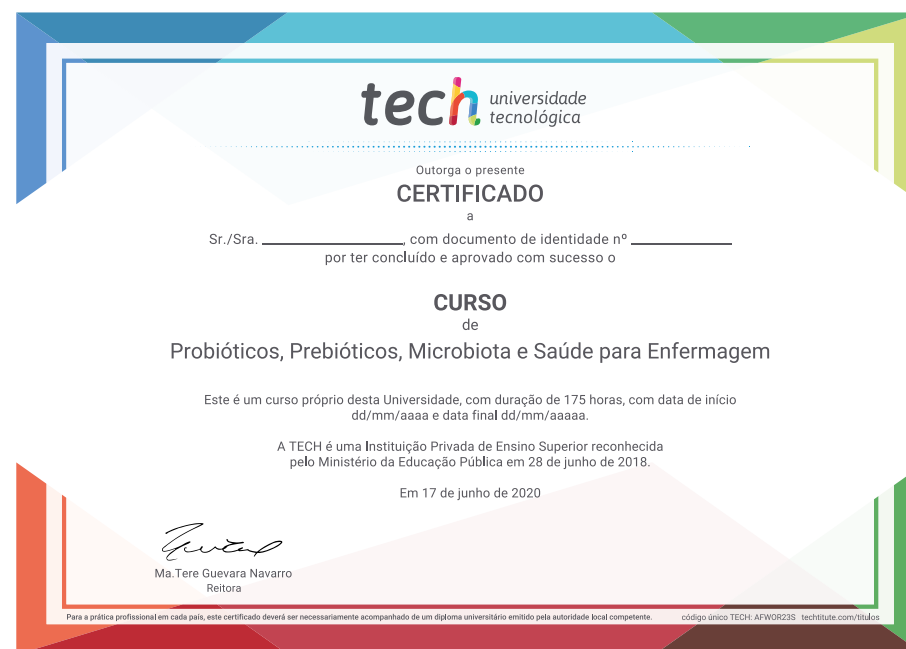 tech universidade
tecnológica
Outorga o presente
CERTIFICADO
a
Sr./Sra. ________________, com documento de identidade nº ____________
por ter concluído e aprovado com sucesso o
CURSO
de
Probióticos, Prebióticos, Microbiota e Saúde para Enfermagem
Este é um curso próprio desta Universidade, com duração de 175 horas, com data de início
dd/mm/aaaa e data final dd/mm/aaaaa.
A TECH é uma Instituição Privada de Ensino Superior reconhecida
pelo Ministério da Educação Pública em 28 de junho de 2018.
Em 17 de junho de 2020
Ma.Tere Guevara Navarro
Reitora
Para a prática profissional em cada país, este certificado deverá ser necessariamente acompanhado de um diploma universitário emitido pela autoridade local competente. código único TECH: AFWOR23S techtitute.com/titulos